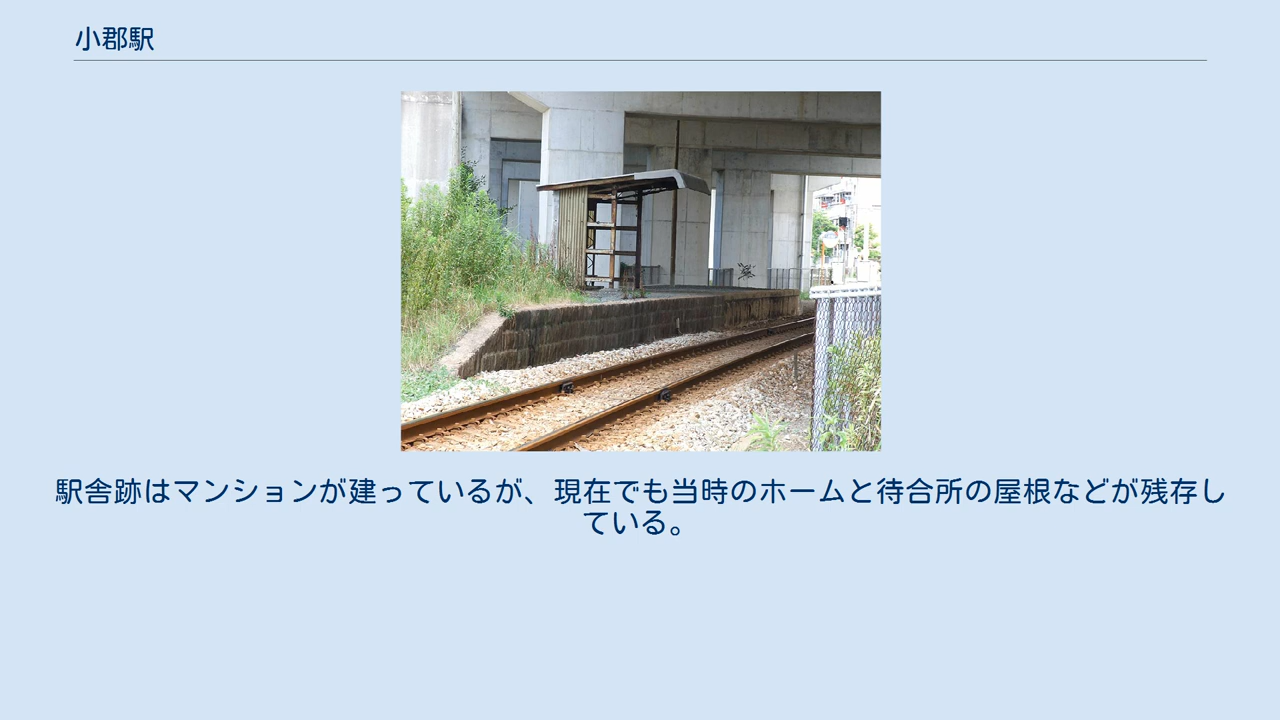 小郡駅
駅舎跡はマンションが建っているが、現在でも当時のホームと待合所の屋根などが残存し
ている。